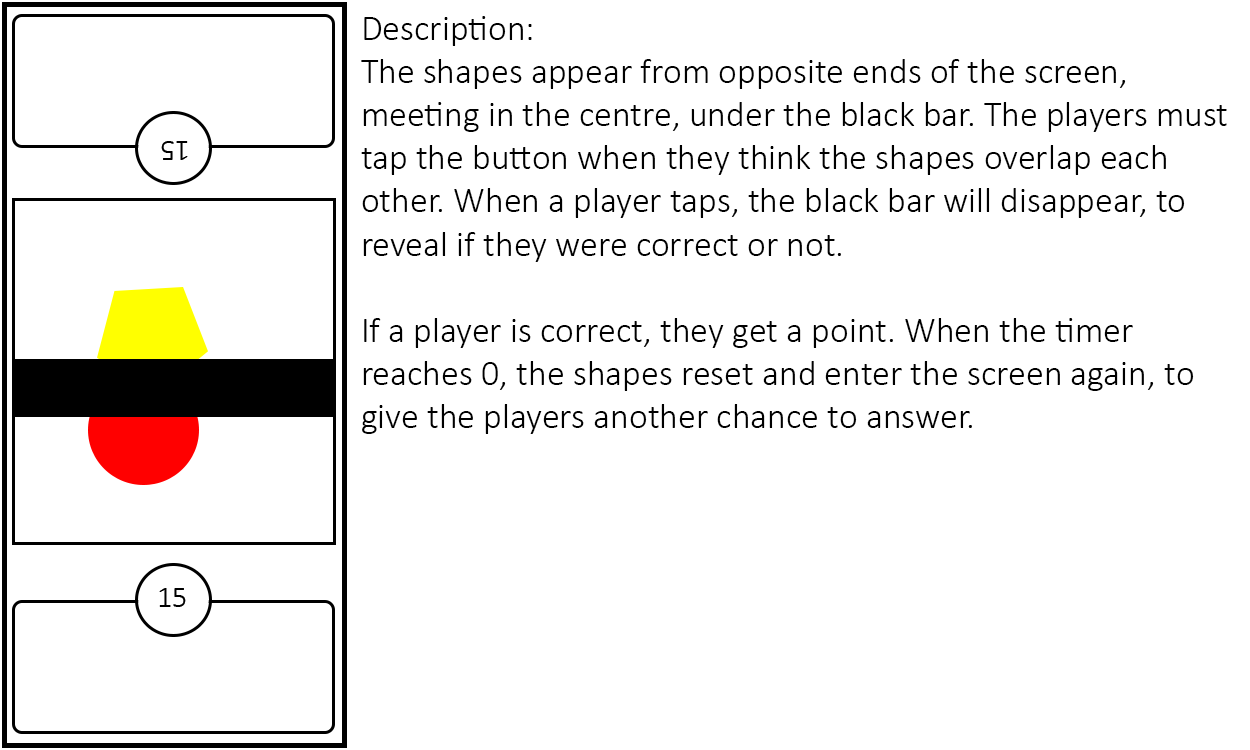 15
15
Description:
The shapes appear from opposite ends of the screen,
meeting in the centre, under the black bar. The players must
tap the button when they think the shapes overlap each
other. When a player taps, the black bar will disappear, to
reveal if they were correct or not.
If a player is correct, they get a point. When the timer
reaches 0, the shapes reset and enter the screen again, to
give the players another chance to answer.